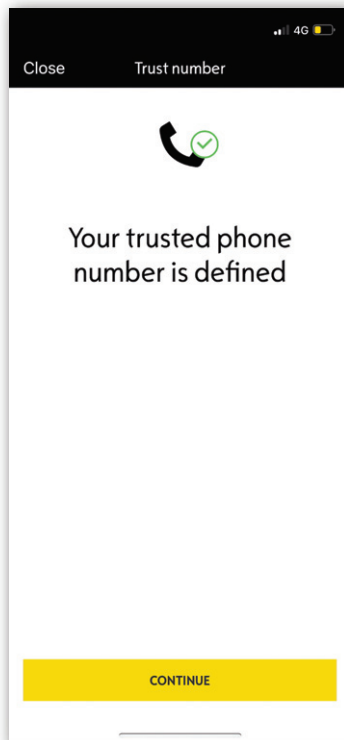 4G
Close Trust number
Your trusted phone
number is defined
CONTINUE